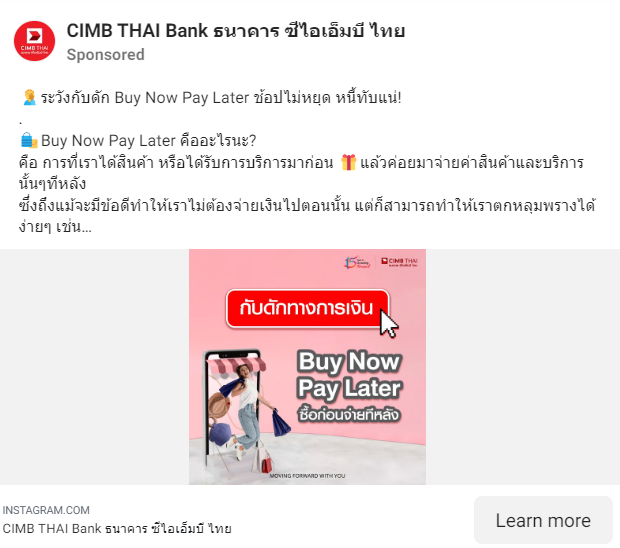 CIMB THAI Bank ธนาคาร ซีไอเอ็มบี ไทย
Sponsored
ระวังกับดัก Buy Now Pay Later ช้อปไม่หยุด หนี้ทับแน่!
.
Buy Now Pay Later คืออะไรนะ?
คือ การที่เราได้สินค้า หรือได้รับการบริการมาก่อน แล้วค่อยมาจ่ายค่าสินค้าและบริการ
นั้นๆทีหลัง
ซึ่งถึงแม้จะมีข้อดีทำให้เราไม่ต้องจ่ายเงินไปตอนนั้น แต่ก็สามารถทำให้เราตกหลุมพรางได้
ง่ายๆ เช่น...
CIMB THAI
กับดักทางการเงิน
Buy Now
Pay Later
ซื้อก่อนจ่ายทีหลัง
MOVING FORWARD WITH YOU
INSTAGRAM.COM
CIMB THAI Bank ธนาคาร ซีไอเอ็มบี ไทย
Learn more